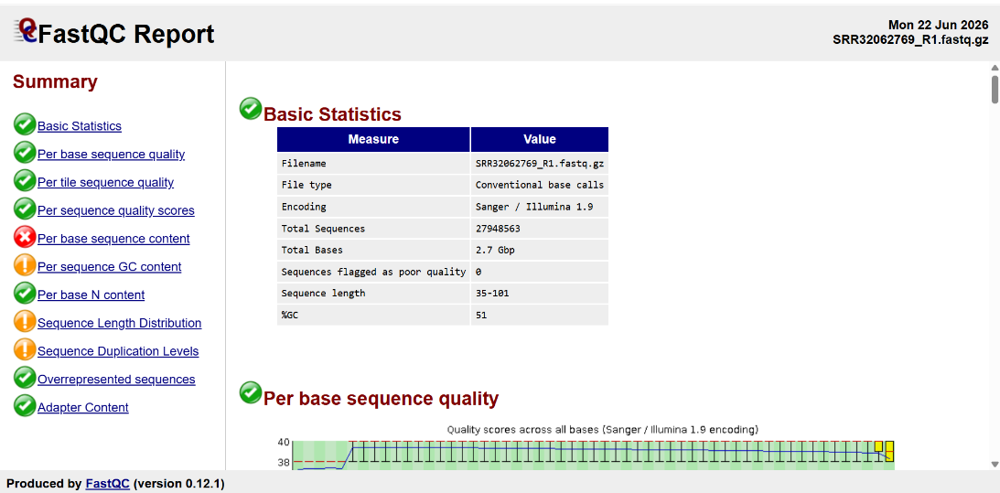 FastQC Report
Mon 22 Jun 2026
SRR32062769_R1.fastq.gz
Summary
Basic Statistics
Per base sequence quality
Per tile sequence quality
Per sequence quality scores
Per base sequence content
Per sequence GC content
Per base N content
Sequence Length Distribution
Sequence Duplication Levels
Overrepresented sequences
Adapter Content
Basic Statistics
Measure Value
Filename SRR32062769_R1.fastq.gz
File type Conventional base calls
Encoding Sanger / Illumina 1.9
Total Sequences 27948563
Total Bases 2.7 Gbp
Sequences flagged as poor quality 0
Sequence length 35-101
%GC 51
Per base sequence quality
Quality scores across all bases (Sanger / Illumina 1.9 encoding)
40
38
Produced by FastQC (version 0.12.1)